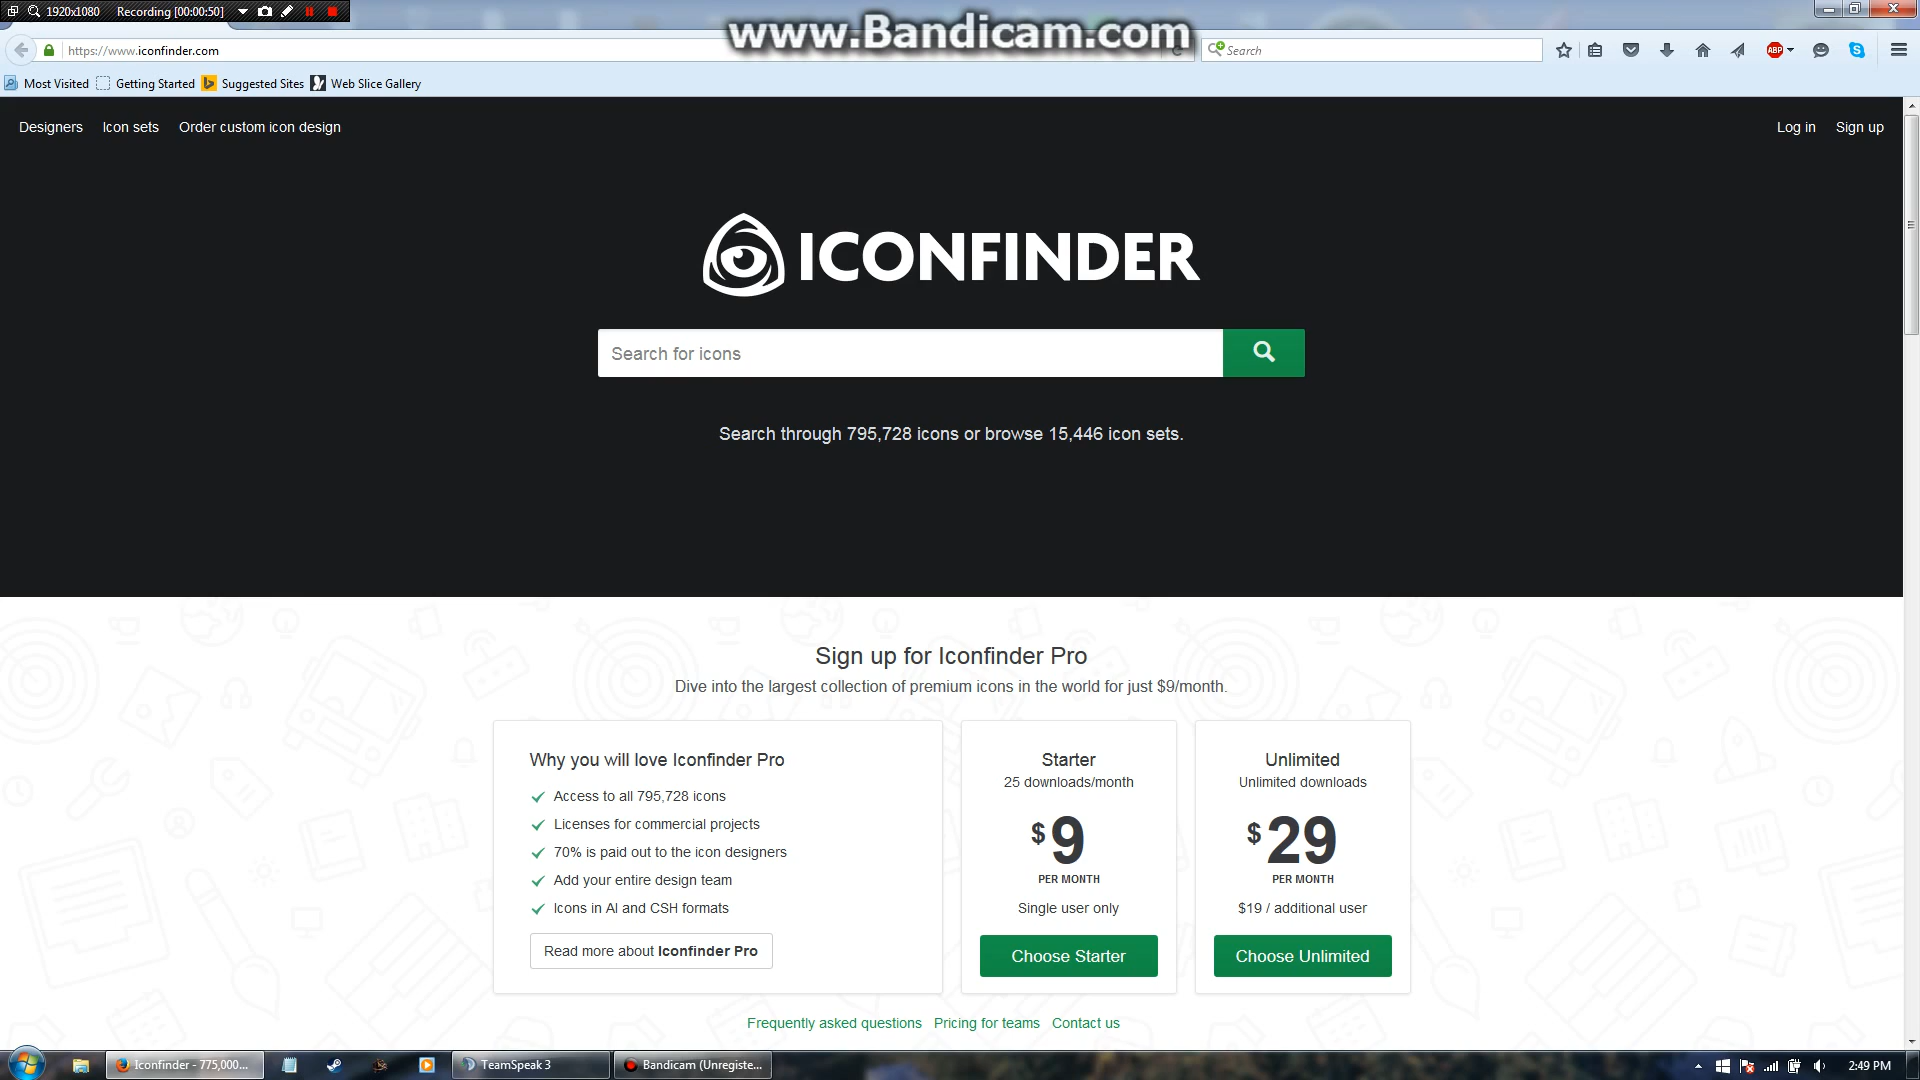 1920x1080 Recording [00:00:50]
www.Bandicam.com
https://www.iconfinder.com
Search
ABP
Most Visited Getting Started Suggested Sites Web Slice Gallery
Designers Icon sets Order custom icon design Log in Sign up
ICONFINDER
Search for icons
Search through 795,728 icons or browse 15,446 icon sets.
Sign up for Iconfinder Pro
Dive into the largest collection of premium icons in the world for just $9/month.
Why you will love Iconfinder Pro
Access to all 795,728 icons
Licenses for commercial projects
70% is paid out to the icon designers
Add your entire design team
Icons in AI and CSH formats
Read more about Iconfinder Pro
Starter
25 downloads/month
$9
PER MONTH
Single user only
Choose Starter
Unlimited
Unlimited downloads
$29
PER MONTH
$19 / additional user
Choose Unlimited
Frequently asked questions Pricing for teams Contact us
Iconfinder - 775,000... TeamSpeak 3 Bandicam (Unregiste... 2:49 PM